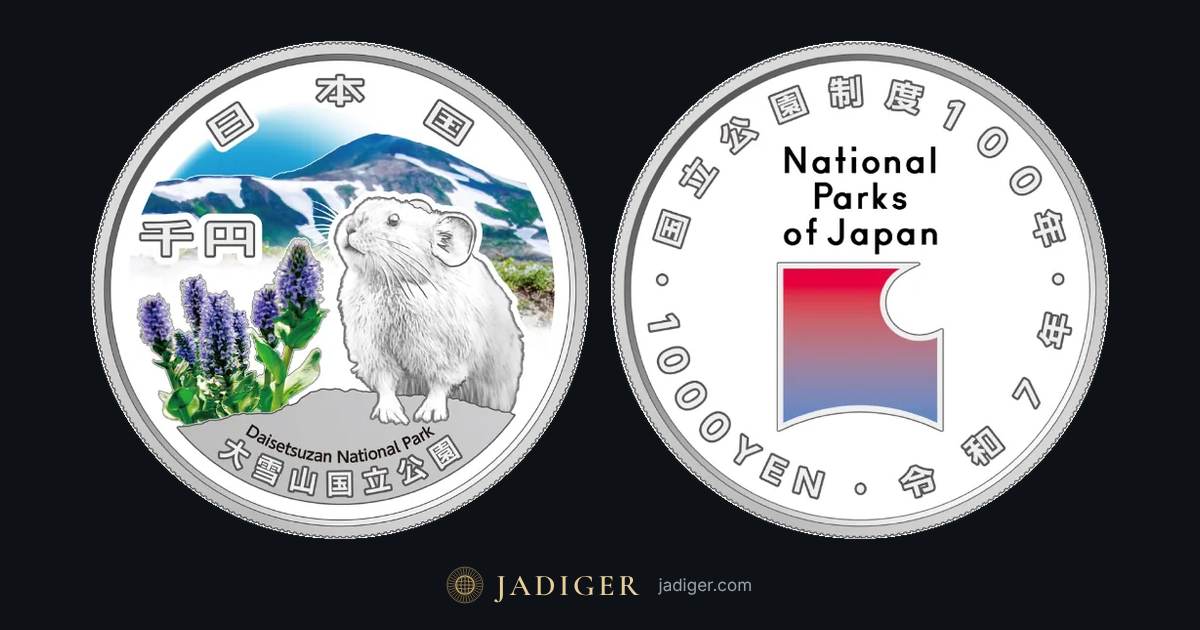 日本国
千円
Daisetsuzan National Park
大雪山国立公園
国立公園制度100年
National
Parks
of Japan
1000YEN・令和7年
JADIGER
jadiger.com